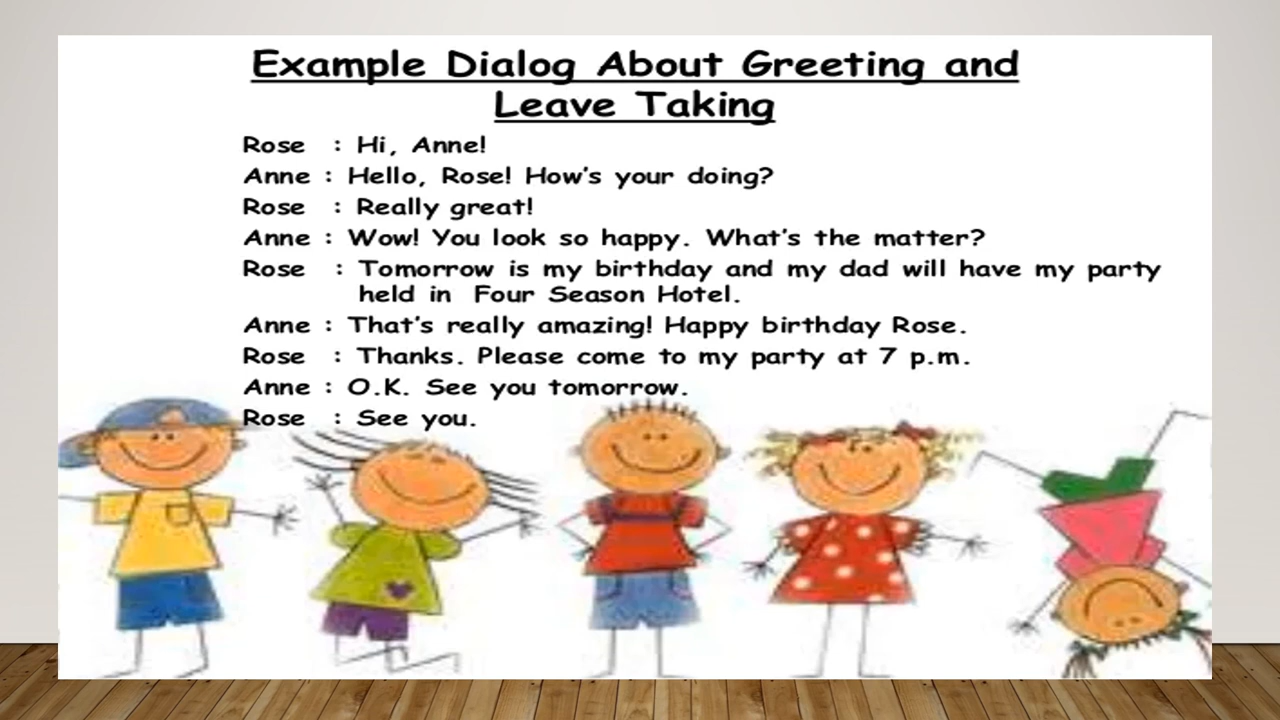 Example Dialog About Greeting and
Leave Taking
Rose : Hi, Anne!
Anne : Hello, Rose! How's your doing?
Rose : Really great!
Anne : Wow! You look so happy. What's the matter?
Rose : Tomorrow is my birthday and my dad will have my party
held in Four Season Hotel.
Anne : That's really amazing! Happy birthday Rose.
Rose : Thanks. Please come to my party at 7 p.m.
Anne : O.K. See you tomorrow.
Rose : See you.